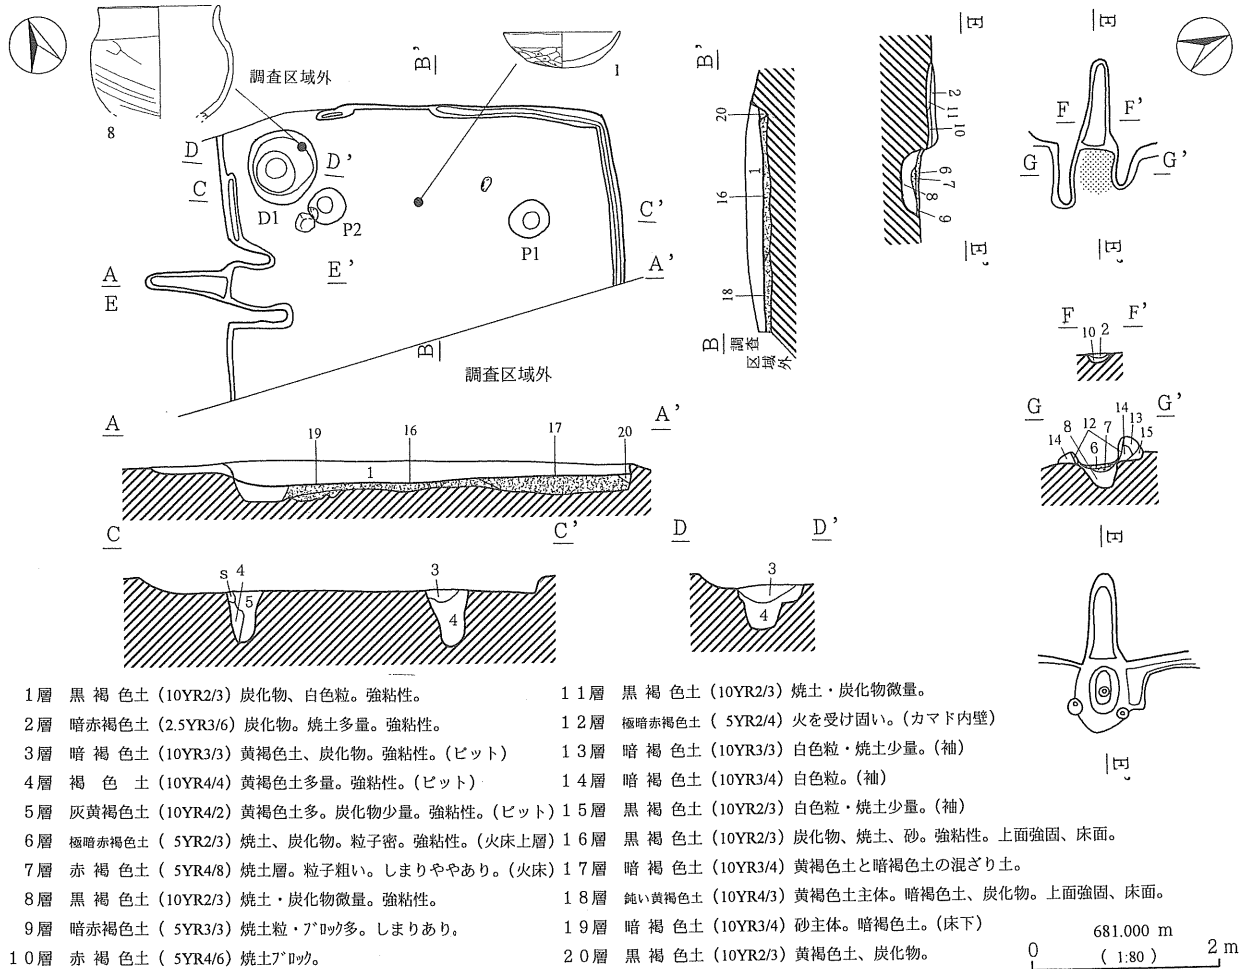 調査区域外
8
1
B'
D
D'
C
D1
P2
P1
C'
A
E
E'
A'
B
調査区域外
B'
20
1
16
18
B
調査
区域外
E
2
11
10
6
7
8
9
E'
E
F
F'
G
G'
E'
F
F'
10
2
G
G'
14
8
12
7
14
13
15
6
E
E'
A
A'
19
16
17
20
1
C
C'
s
4
5
3
4
D
D'
3
4
1層 黒褐色土(10YR2/3)炭化物、白色粒。強粘性。
2層 暗赤褐色土(2.5YR3/6)炭化物。焼土多量。強粘性。
3層 暗褐色土(10YR3/3)黄褐色土、炭化物。強粘性。(ピット)
4層 褐色土(10YR4/4)黄褐色土多量。強粘性。(ピット)
5層 灰黄褐色土(10YR4/2)黄褐色土多。炭化物少量。強粘性。(ピット)
6層 極暗赤褐色土( 5YR2/3)焼土、炭化物。粒子密。強粘性。(火床上層)
7層 赤褐色土( 5YR4/8)焼土層。粒子粗い。しまりややあり。(火床)
8層 黒褐色土(10YR2/3)焼土・炭化物微量。強粘性。
9層 暗赤褐色土( 5YR3/3)焼土粒・ブロック多。しまりあり。
10層 赤褐色土( 5YR4/6)焼土ブロック。
11層 黒褐色土(10YR2/3)焼土・炭化物微量。
12層 極暗赤褐色土( 5YR2/4)火を受け固い。(カマド内壁)
13層 暗褐色土(10YR3/3)白色粒・焼土少量。(袖)
14層 暗褐色土(10YR3/4)白色粒。(袖)
15層 黒褐色土(10YR2/3)白色粒・焼土少量。(袖)
16層 黒褐色土(10YR2/3)炭化物、焼土、砂。強粘性。上面強固、床面。
17層 暗褐色土(10YR3/4)黄褐色土と暗褐色土の混ざり土。
18層 鈍い黄褐色土(10YR4/3)黄褐色土主体。暗褐色土、炭化物。上面強固、床面。
19層 暗褐色土(10YR3/4)砂主体。暗褐色土。(床下)
20層 黒褐色土(10YR2/3)黄褐色土、炭化物。
681.000 m
0 (1:80) 2m